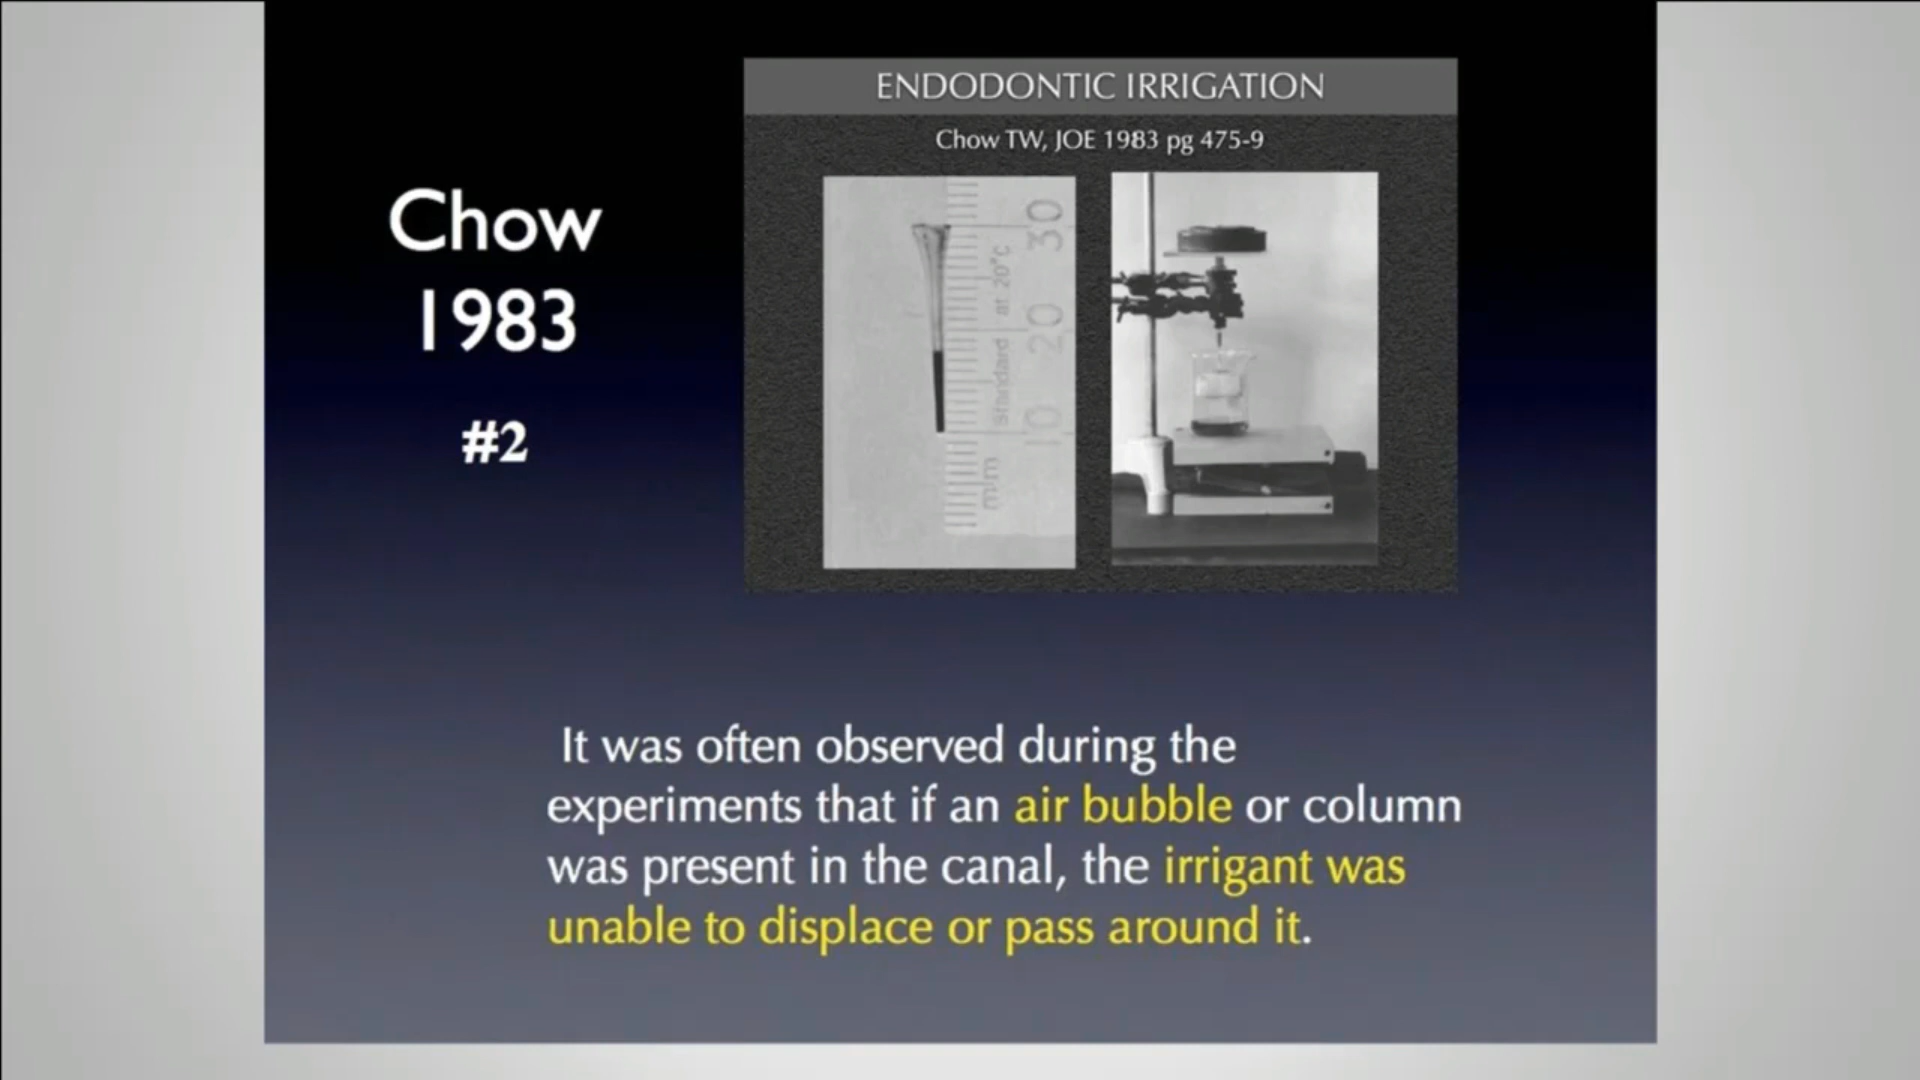 ENDODONTIC IRRIGATION
Chow TW, JOE 1983 pg 475-9
Chow
1983
#2
30
20
10
at 20°C
standard
mm
It was often observed during the
experiments that if an air bubble or column
was present in the canal, the irrigant was
unable to displace or pass around it.